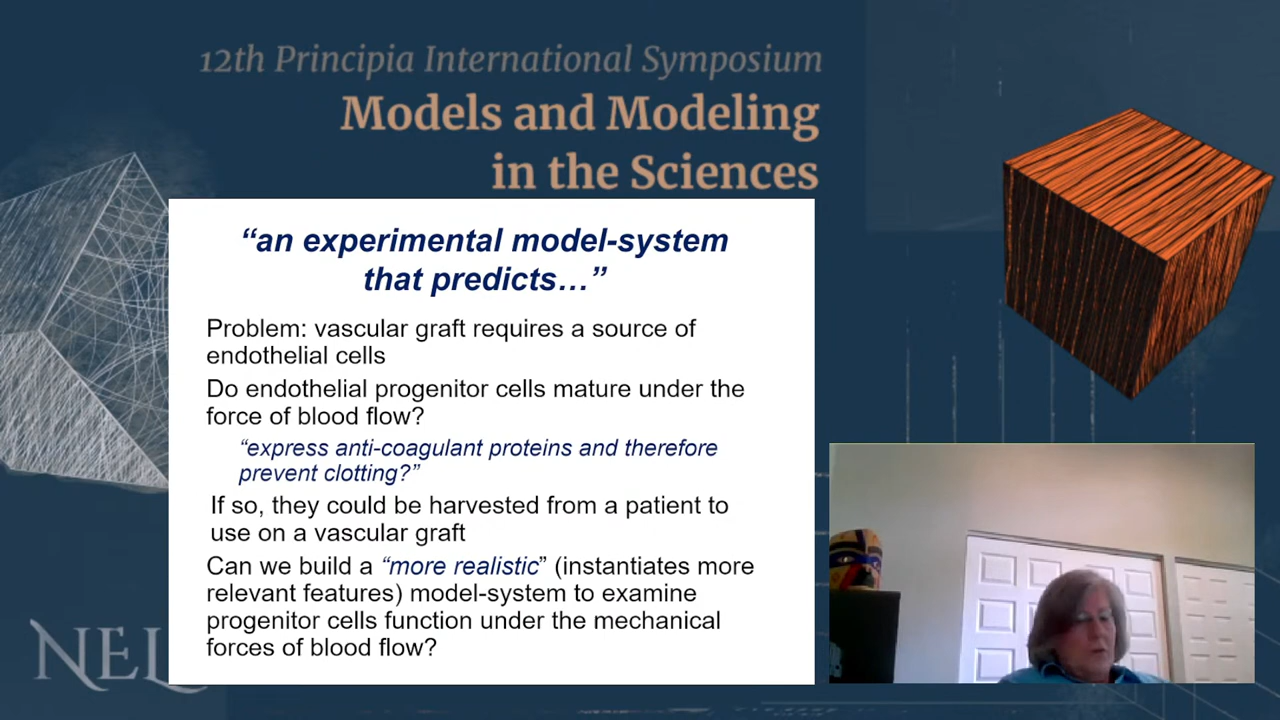 12th Principia International Symposium
Models and Modeling
in the Sciences
“an experimental model-system
that predicts…”
Problem: vascular graft requires a source of
endothelial cells
Do endothelial progenitor cells mature under the
force of blood flow?
“express anti-coagulant proteins and therefore
prevent clotting?”
If so, they could be harvested from a patient to
use on a vascular graft
Can we build a “more realistic” (instantiates more
relevant features) model-system to examine
progenitor cells function under the mechanical
forces of blood flow?
NEL